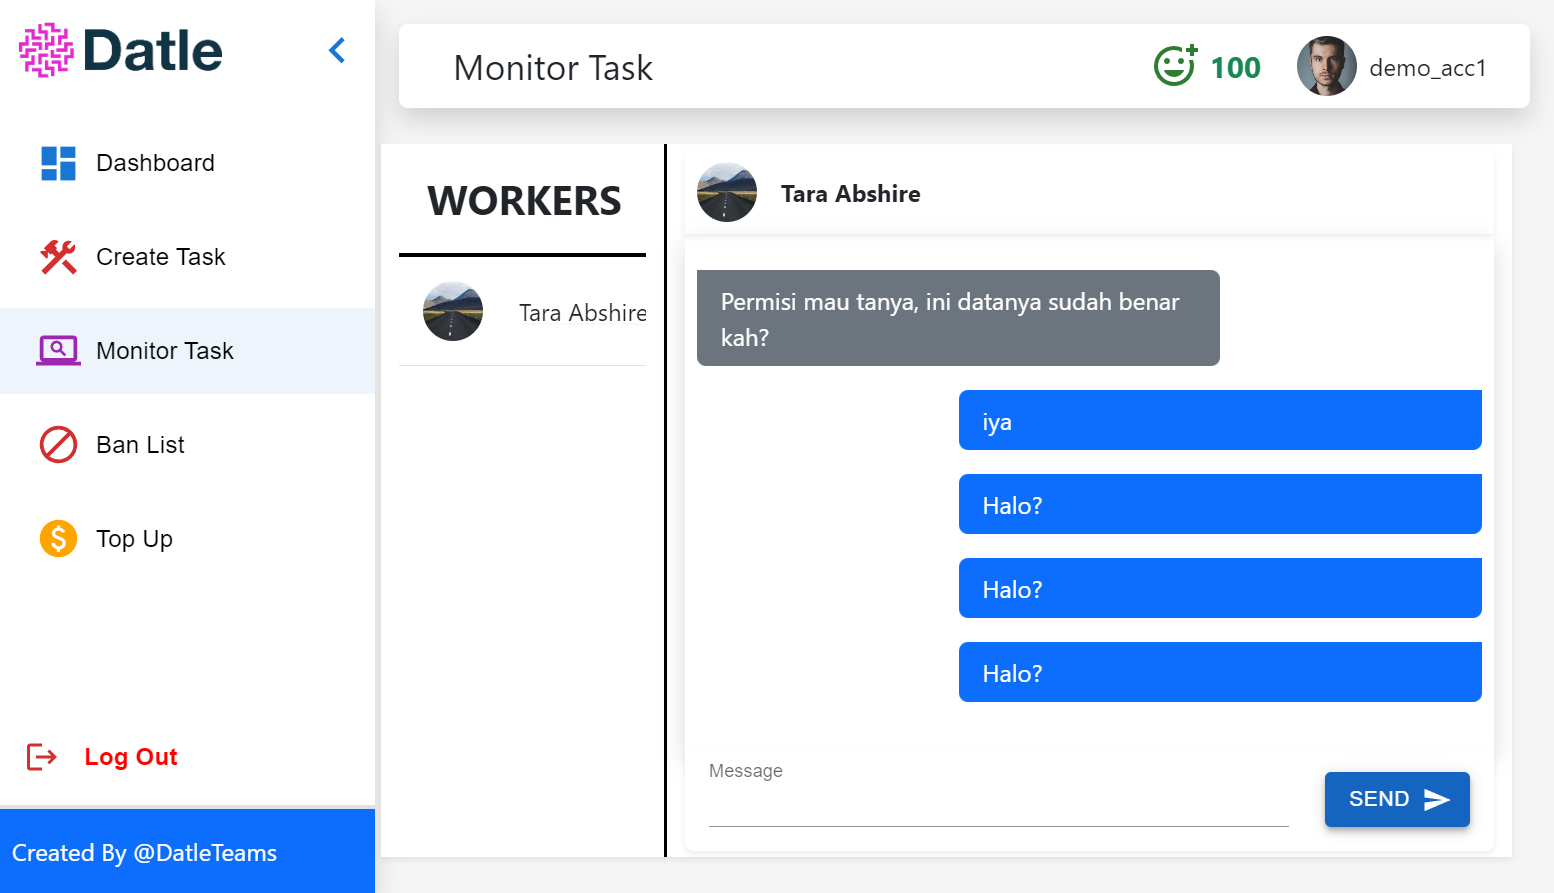 Datle
Dashboard
Create Task
Monitor Task
Ban List
Top Up
Log Out
Created By @DatleTeams
Monitor Task
100
demo_acc1
WORKERS
Tara Abshire
Tara Abshire
Permisi mau tanya, ini datanya sudah benar
kah?
iya
Halo?
Halo?
Halo?
Message
SEND